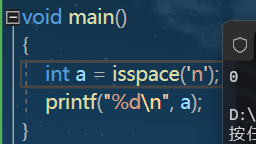 void main()
{
int a = isspace('n');
printf("%d\n", a);
}
0
D:\
按任